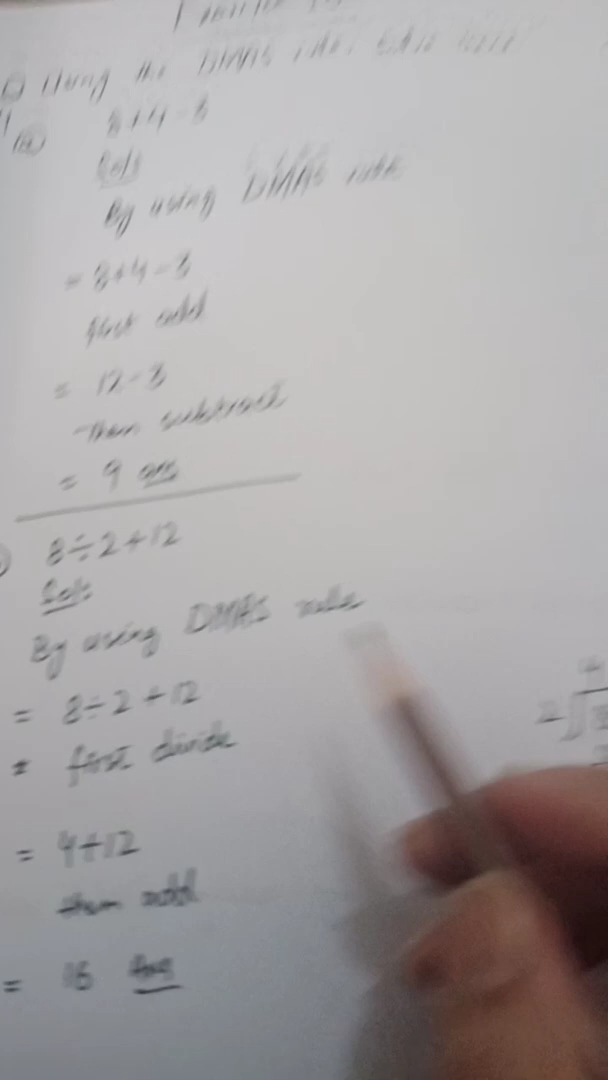 Using the DMAS rule
(a) 8+4-3
Sol:
By using DMAS rule
= 8+4-3
first add
= 12-3
Then subtract
= 9 ans
8÷2+12
Sol:
By using DMAS rule
= 8÷2+12
= first divide
= 4+12
then add
= 16 Ans
2